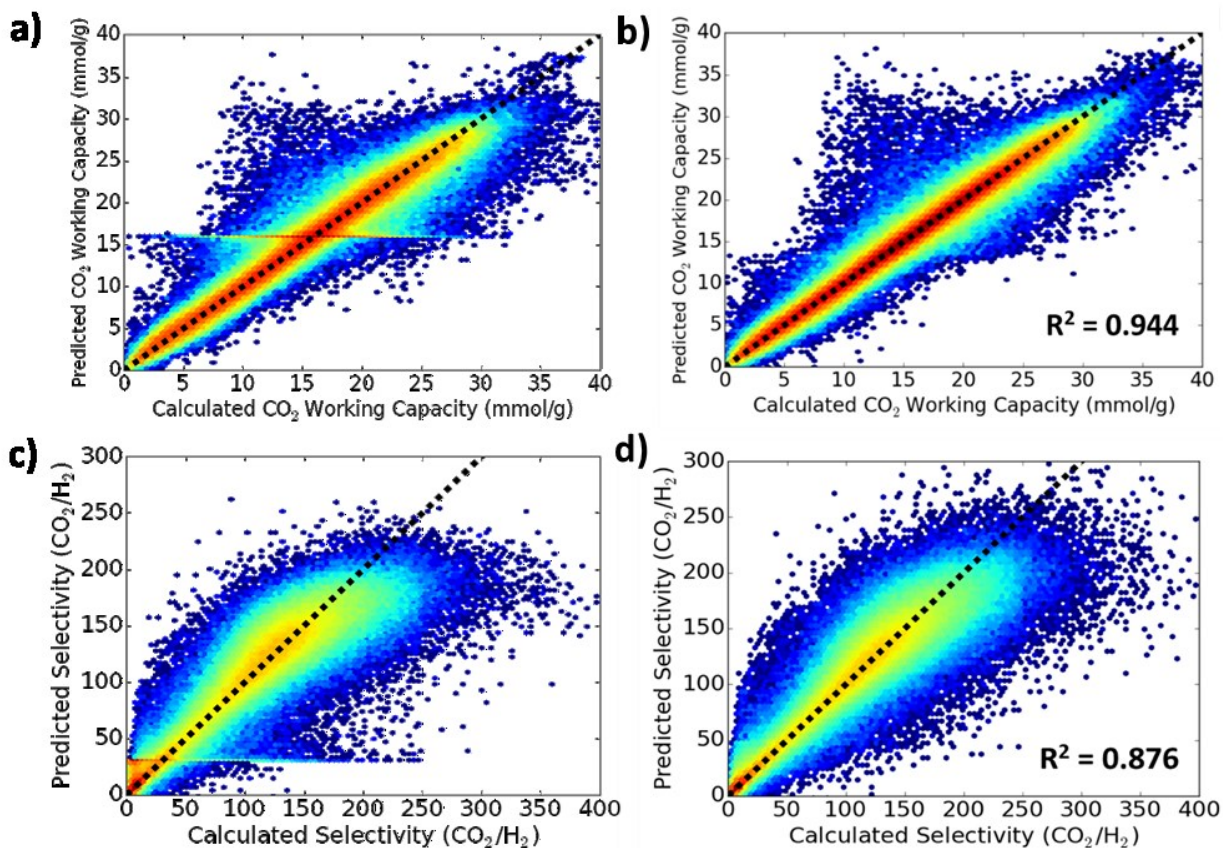 a)
Predicted CO₂ Working Capacity (mmol/g)
40
35
30
25
20
15
10
5
0
0 5 10 15 20 25 30 35 40
Calculated CO₂ Working Capacity (mmol/g)
b)
Predicted CO₂ Working Capacity (mmol/g)
40
35
30
25
20
15
10
5
0
R² = 0.944
0 5 10 15 20 25 30 35 40
Calculated CO₂ Working Capacity (mmol/g)
c)
Predicted Selectivity (CO₂/H₂)
300
250
200
150
100
50
0
0 50 100 150 200 250 300 350 400
Calculated Selectivity (CO₂/H₂)
d)
Predicted Selectivity (CO₂/H₂)
300
250
200
150
100
50
0
R² = 0.876
0 50 100 150 200 250 300 350 400
Calculated Selectivity (CO₂/H₂)